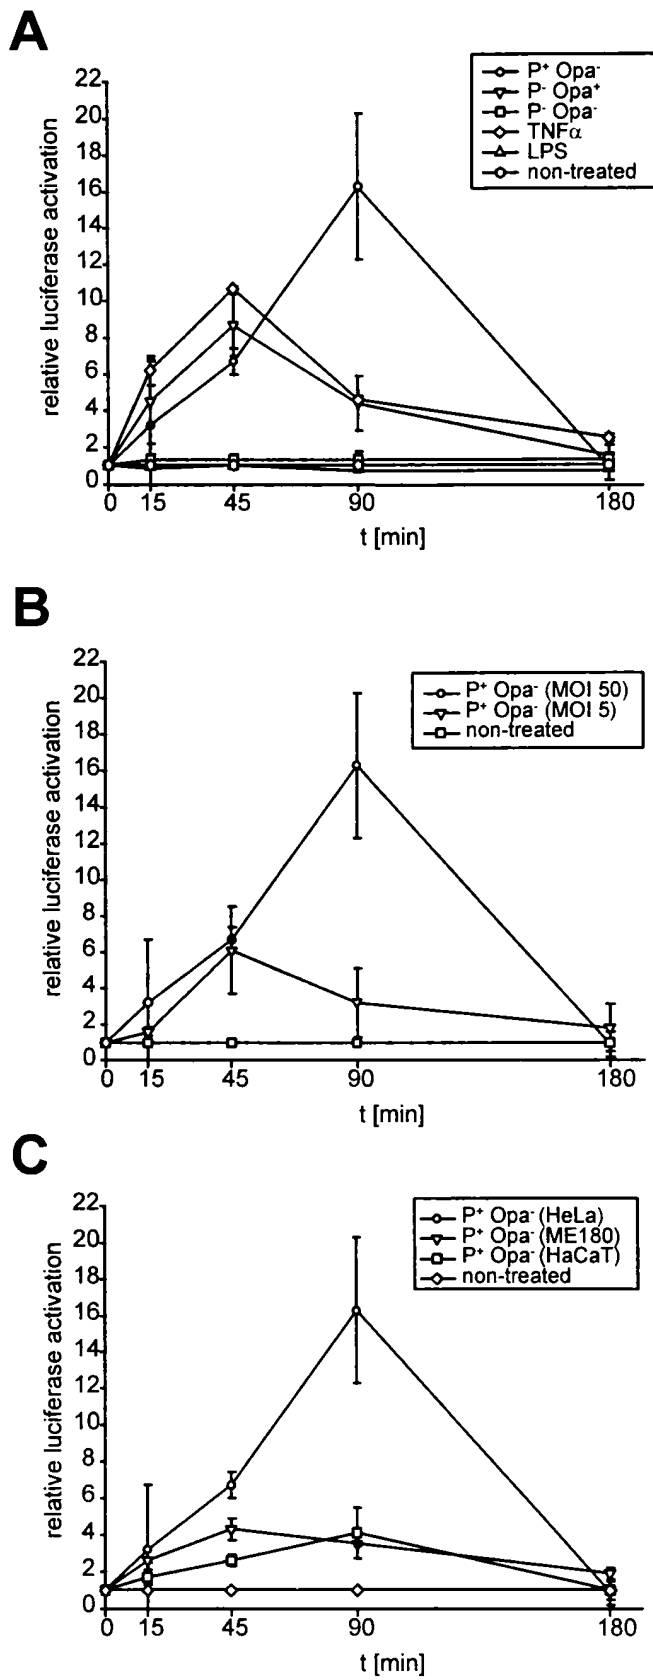 A
P⁺ Opa⁻
P⁻ Opa⁺
P⁻ Opa⁻
TNFα
LPS
non-treated
relative luciferase activation
22
20
18
16
14
12
10
8
6
4
2
0
0 15 45 90 180
t [min]
B
P⁺ Opa⁻ (MOI 50)
P⁺ Opa⁻ (MOI 5)
non-treated
relative luciferase activation
22
20
18
16
14
12
10
8
6
4
2
0
0 15 45 90 180
t [min]
C
P⁺ Opa⁻ (HeLa)
P⁺ Opa⁻ (ME180)
P⁺ Opa⁻ (HaCaT)
non-treated
relative luciferase activation
22
20
18
16
14
12
10
8
6
4
2
0
0 15 45 90 180
t [min]